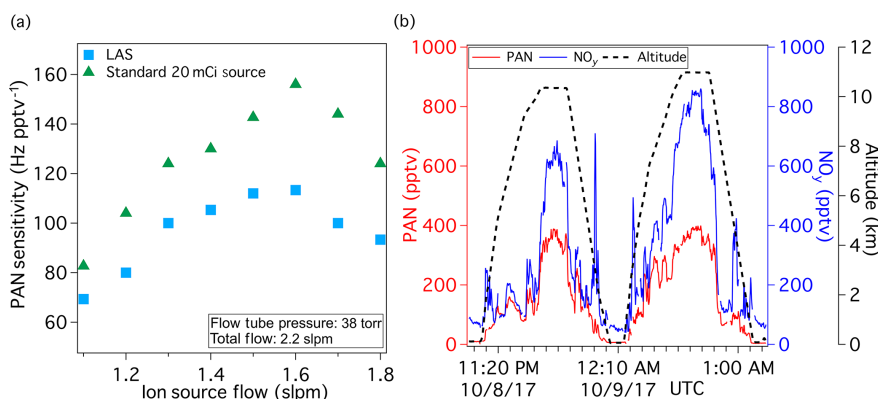 (a)
LAS
Standard 20 mCi source
PAN sensitivity (Hz pptv⁻¹)
160
140
120
100
80
60
Flow tube pressure: 38 torr
Total flow: 2.2 slpm
1.2
1.4
1.6
1.8
Ion source flow (slpm)
(b)
PAN
NOy
Altitude
PAN (pptv)
1000
800
600
400
200
0
1000
800
600
400
200
0
NOy (pptv)
12
10
8
6
4
2
0
Altitude (km)
11:20 PM
10/8/17
12:10 AM
10/9/17
1:00 AM
UTC